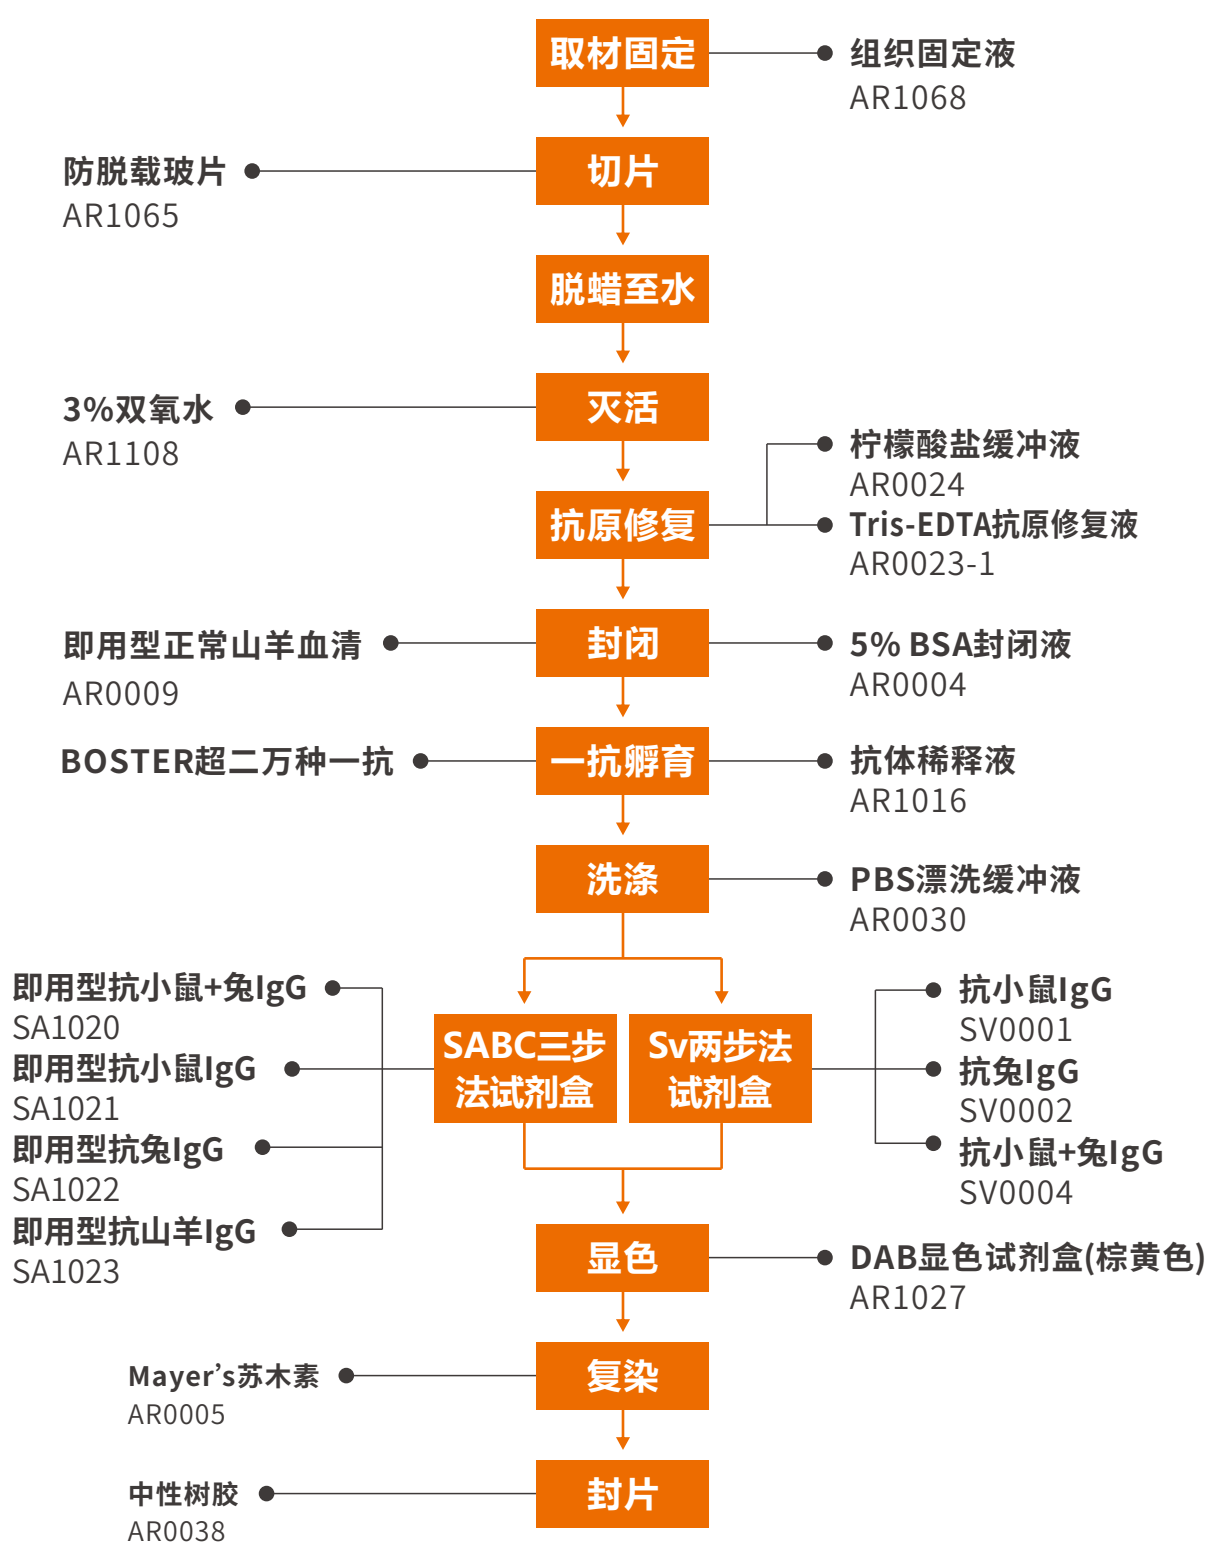 取材固定
组织固定液
AR1068
切片
防脱载玻片
AR1065
脱蜡至水
灭活
3%双氧水
AR1108
抗原修复
柠檬酸盐缓冲液
AR0024
Tris-EDTA抗原修复液
AR0023-1
封闭
即用型正常山羊血清
AR0009
5% BSA封闭液
AR0004
一抗孵育
BOSTER超二万种一抗
抗体稀释液
AR1016
洗涤
PBS漂洗缓冲液
AR0030
即用型抗小鼠+兔IgG
SA1020
即用型抗小鼠IgG
SA1021
即用型抗兔IgG
SA1022
即用型抗山羊IgG
SA1023
SABC三步
法试剂盒
Sv两步法
试剂盒
抗小鼠IgG
SV0001
抗兔IgG
SV0002
抗小鼠+兔IgG
SV0004
显色
DAB显色试剂盒(棕黄色)
AR1027
复染
Mayer’s苏木素
AR0005
封片
中性树胶
AR0038